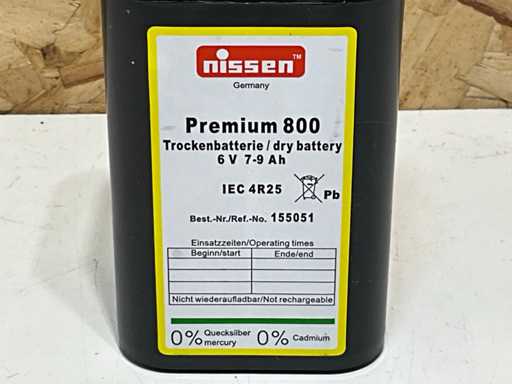 nissen ™
Germany
Premium 800
Trockenbatterie / dry battery
6 V 7-9 Ah
IEC 4R25 Pb
Best.-Nr./Ref.-No. 155051
Einsatzzeiten/Operating times
Beginn/start Ende/end
Nicht wiederaufladbar/Not rechargeable
0% Quecksilber mercury 0% Cadmium